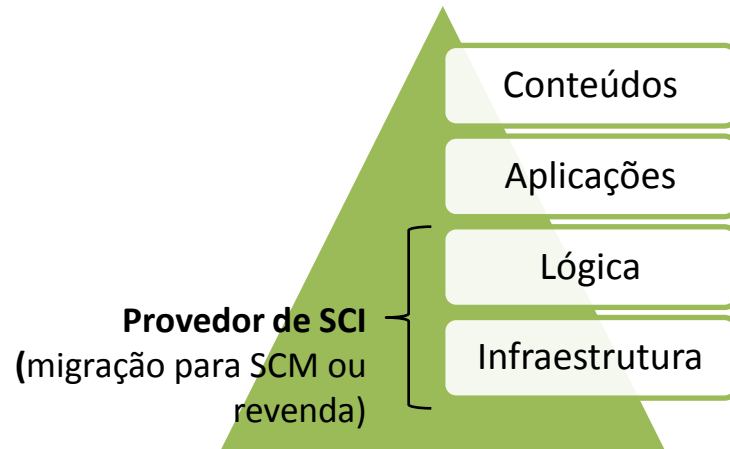 Conteúdos
Aplicações
Lógica
Infraestrutura
Provedor de SCI
(migração para SCM ou
revenda)